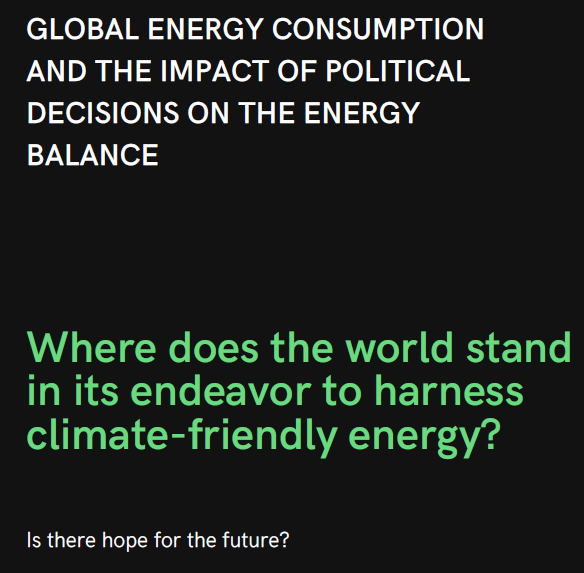 GLOBAL ENERGY CONSUMPTION
AND THE IMPACT OF POLITICAL
DECISIONS ON THE ENERGY
BALANCE
Where does the world stand
in its endeavor to harness
climate-friendly energy?
Is there hope for the future?